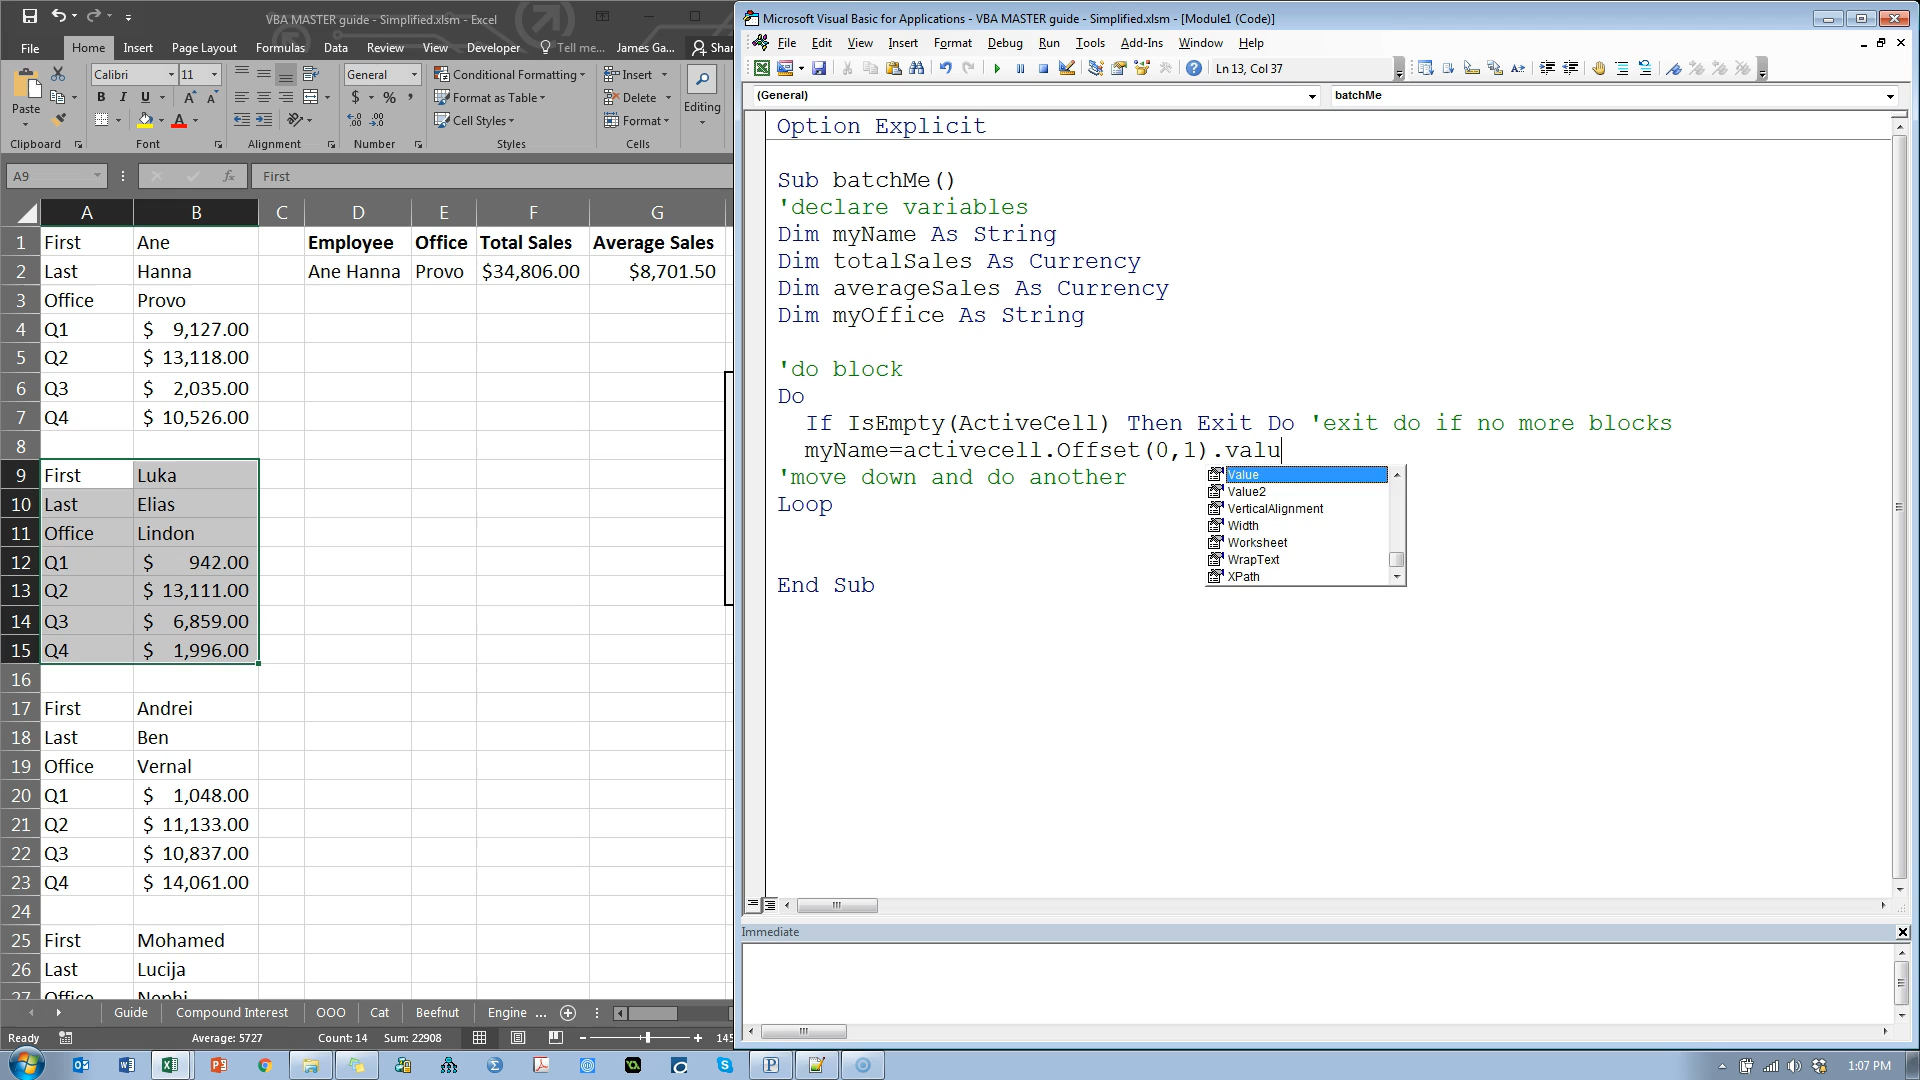 VBA MASTER guide - Simplified.xlsm - Excel
File Home Insert Page Layout Formulas Data Review View Developer Tell me... James Ga... Shar
Paste
Calibri 11
B I U A A
A
General
$ % ,
Conditional Formatting
Format as Table
Cell Styles
Insert
Delete
Format
Editing
Clipboard Font Alignment Number Styles Cells
A9 fx First
A B C D E F G
1 First Ane Employee Office Total Sales Average Sales
2 Last Hanna Ane Hanna Provo $34,806.00 $8,701.50
3 Office Provo
4 Q1 $ 9,127.00
5 Q2 $ 13,118.00
6 Q3 $ 2,035.00
7 Q4 $ 10,526.00
8
9 First Luka
10 Last Elias
11 Office Lindon
12 Q1 $ 942.00
13 Q2 $ 13,111.00
14 Q3 $ 6,859.00
15 Q4 $ 1,996.00
16
17 First Andrei
18 Last Ben
19 Office Vernal
20 Q1 $ 1,048.00
21 Q2 $ 11,133.00
22 Q3 $ 10,837.00
23 Q4 $ 14,061.00
24
25 First Mohamed
26 Last Lucija
27 Office Nephi
Guide Compound Interest OOO Cat Beefnut Engine ...
Ready Average: 5727 Count: 14 Sum: 22908 145
Microsoft Visual Basic for Applications - VBA MASTER guide - Simplified.xlsm - [Module1 (Code)]
File Edit View Insert Format Debug Run Tools Add-Ins Window Help
Ln 13, Col 37
(General) batchMe
Option Explicit
Sub batchMe()
'declare variables
Dim myName As String
Dim totalSales As Currency
Dim averageSales As Currency
Dim myOffice As String
'do block
Do
If IsEmpty(ActiveCell) Then Exit Do 'exit do if no more blocks
myName=activecell.Offset(0,1).valu
'move down and do another
Loop
End Sub
Value
Value2
VerticalAlignment
Width
Worksheet
WrapText
XPath
Immediate
1:07 PM